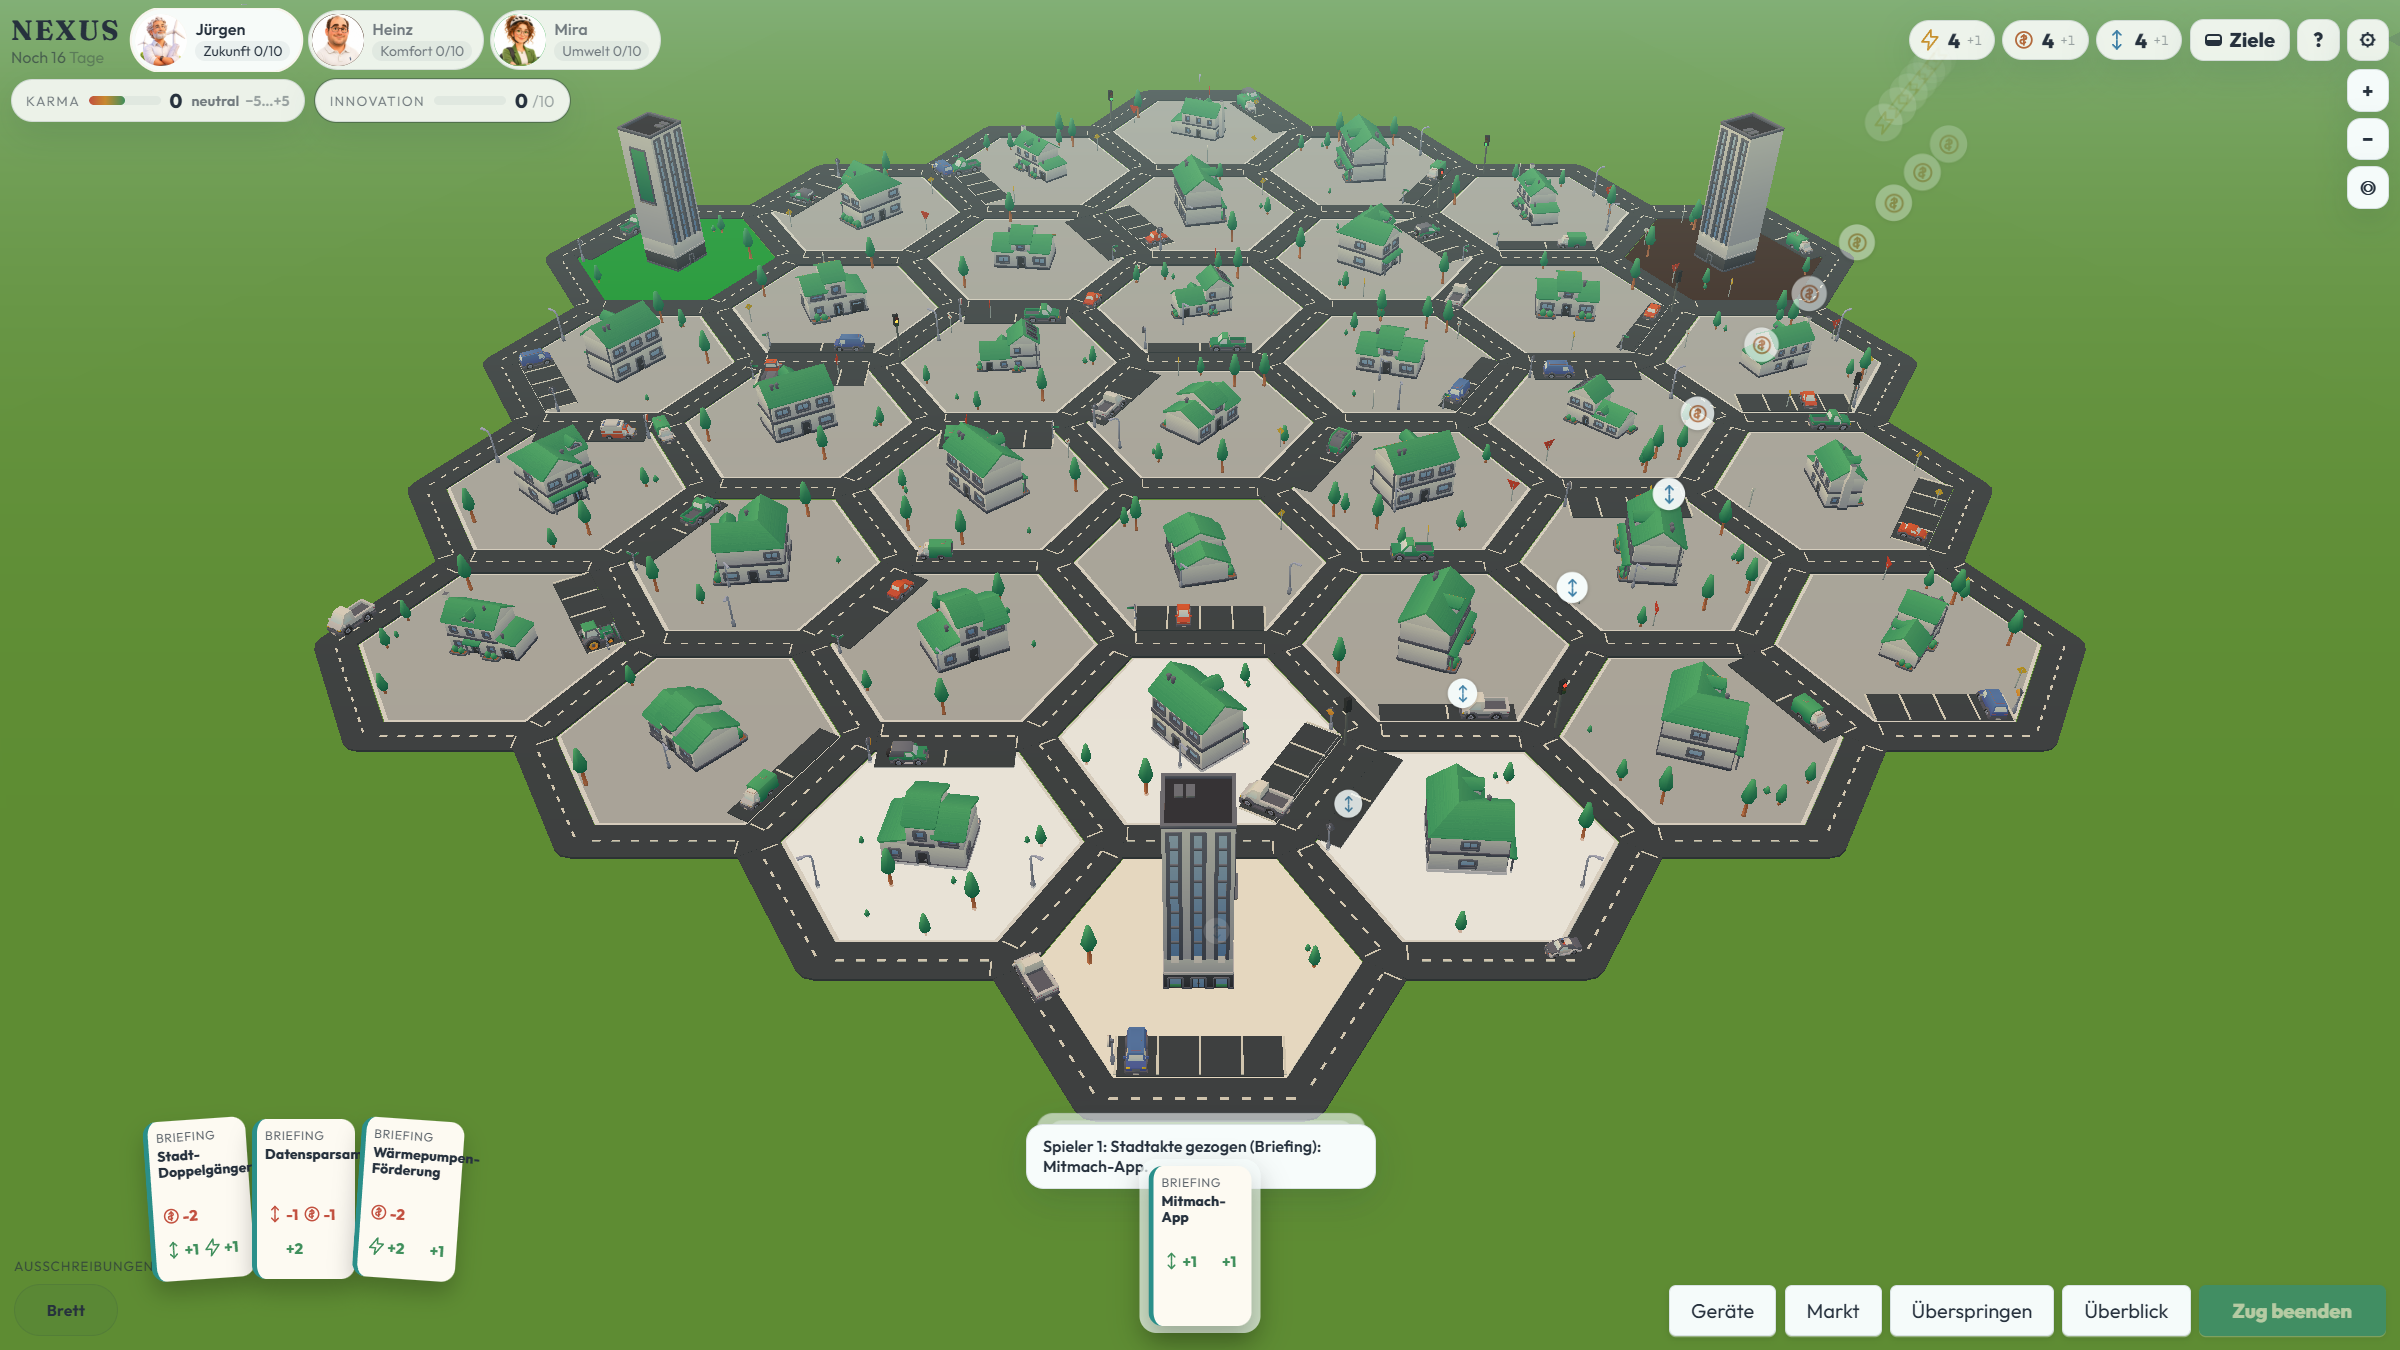 NEXUS
Noch 16 Tage
Jürgen
Zukunft 0/10
Heinz
Komfort 0/10
Mira
Umwelt 0/10
4 +1
4 +1
4 +1
Ziele
?
KARMA 0 neutral −5...+5
INNOVATION 0 /10
+
−
BRIEFING
Stadt-
Doppelgänger
-2
+1 +1
BRIEFING
Datensparsam
-1 -1
+2
BRIEFING
Wärmepumpen-
Förderung
-2
+2 +1
Spieler 1: Stadtakte gezogen (Briefing):
Mitmach-App.
BRIEFING
Mitmach-
App
+1 +1
AUSSCHREIBUNGEN
Brett
Geräte
Markt
Überspringen
Überblick
Zug beenden